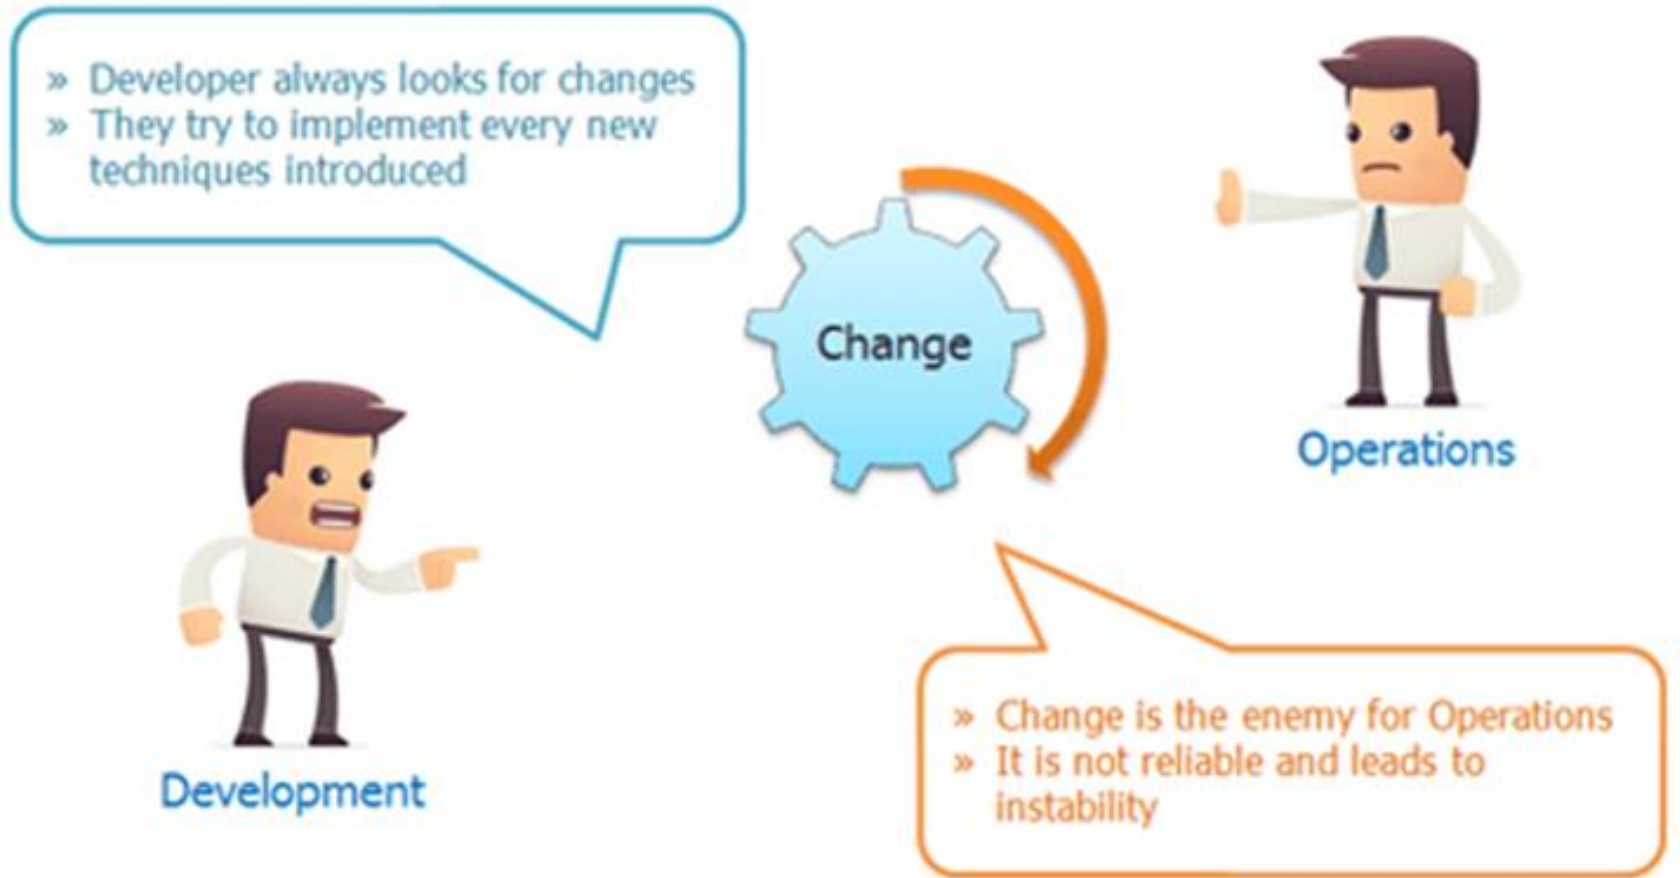 » Developer always looks for changes
» They try to implement every new
techniques introduced
Change
Operations
Development
» Change is the enemy for Operations
» It is not reliable and leads to
instability